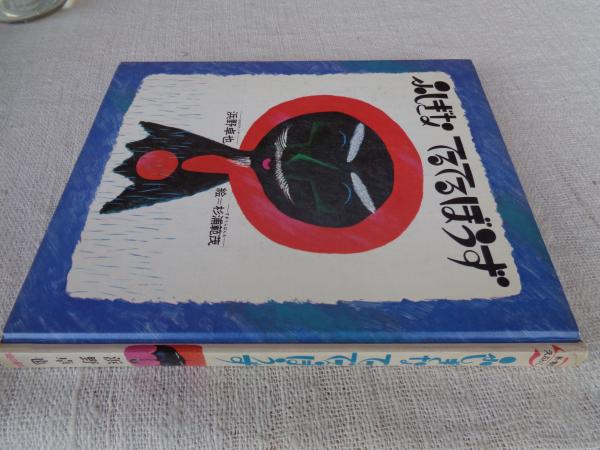 ふしぎな
てるてるぼうず
浜野卓也
絵=杉浦範茂
ふしぎな てるてるぼうず
浜野卓也